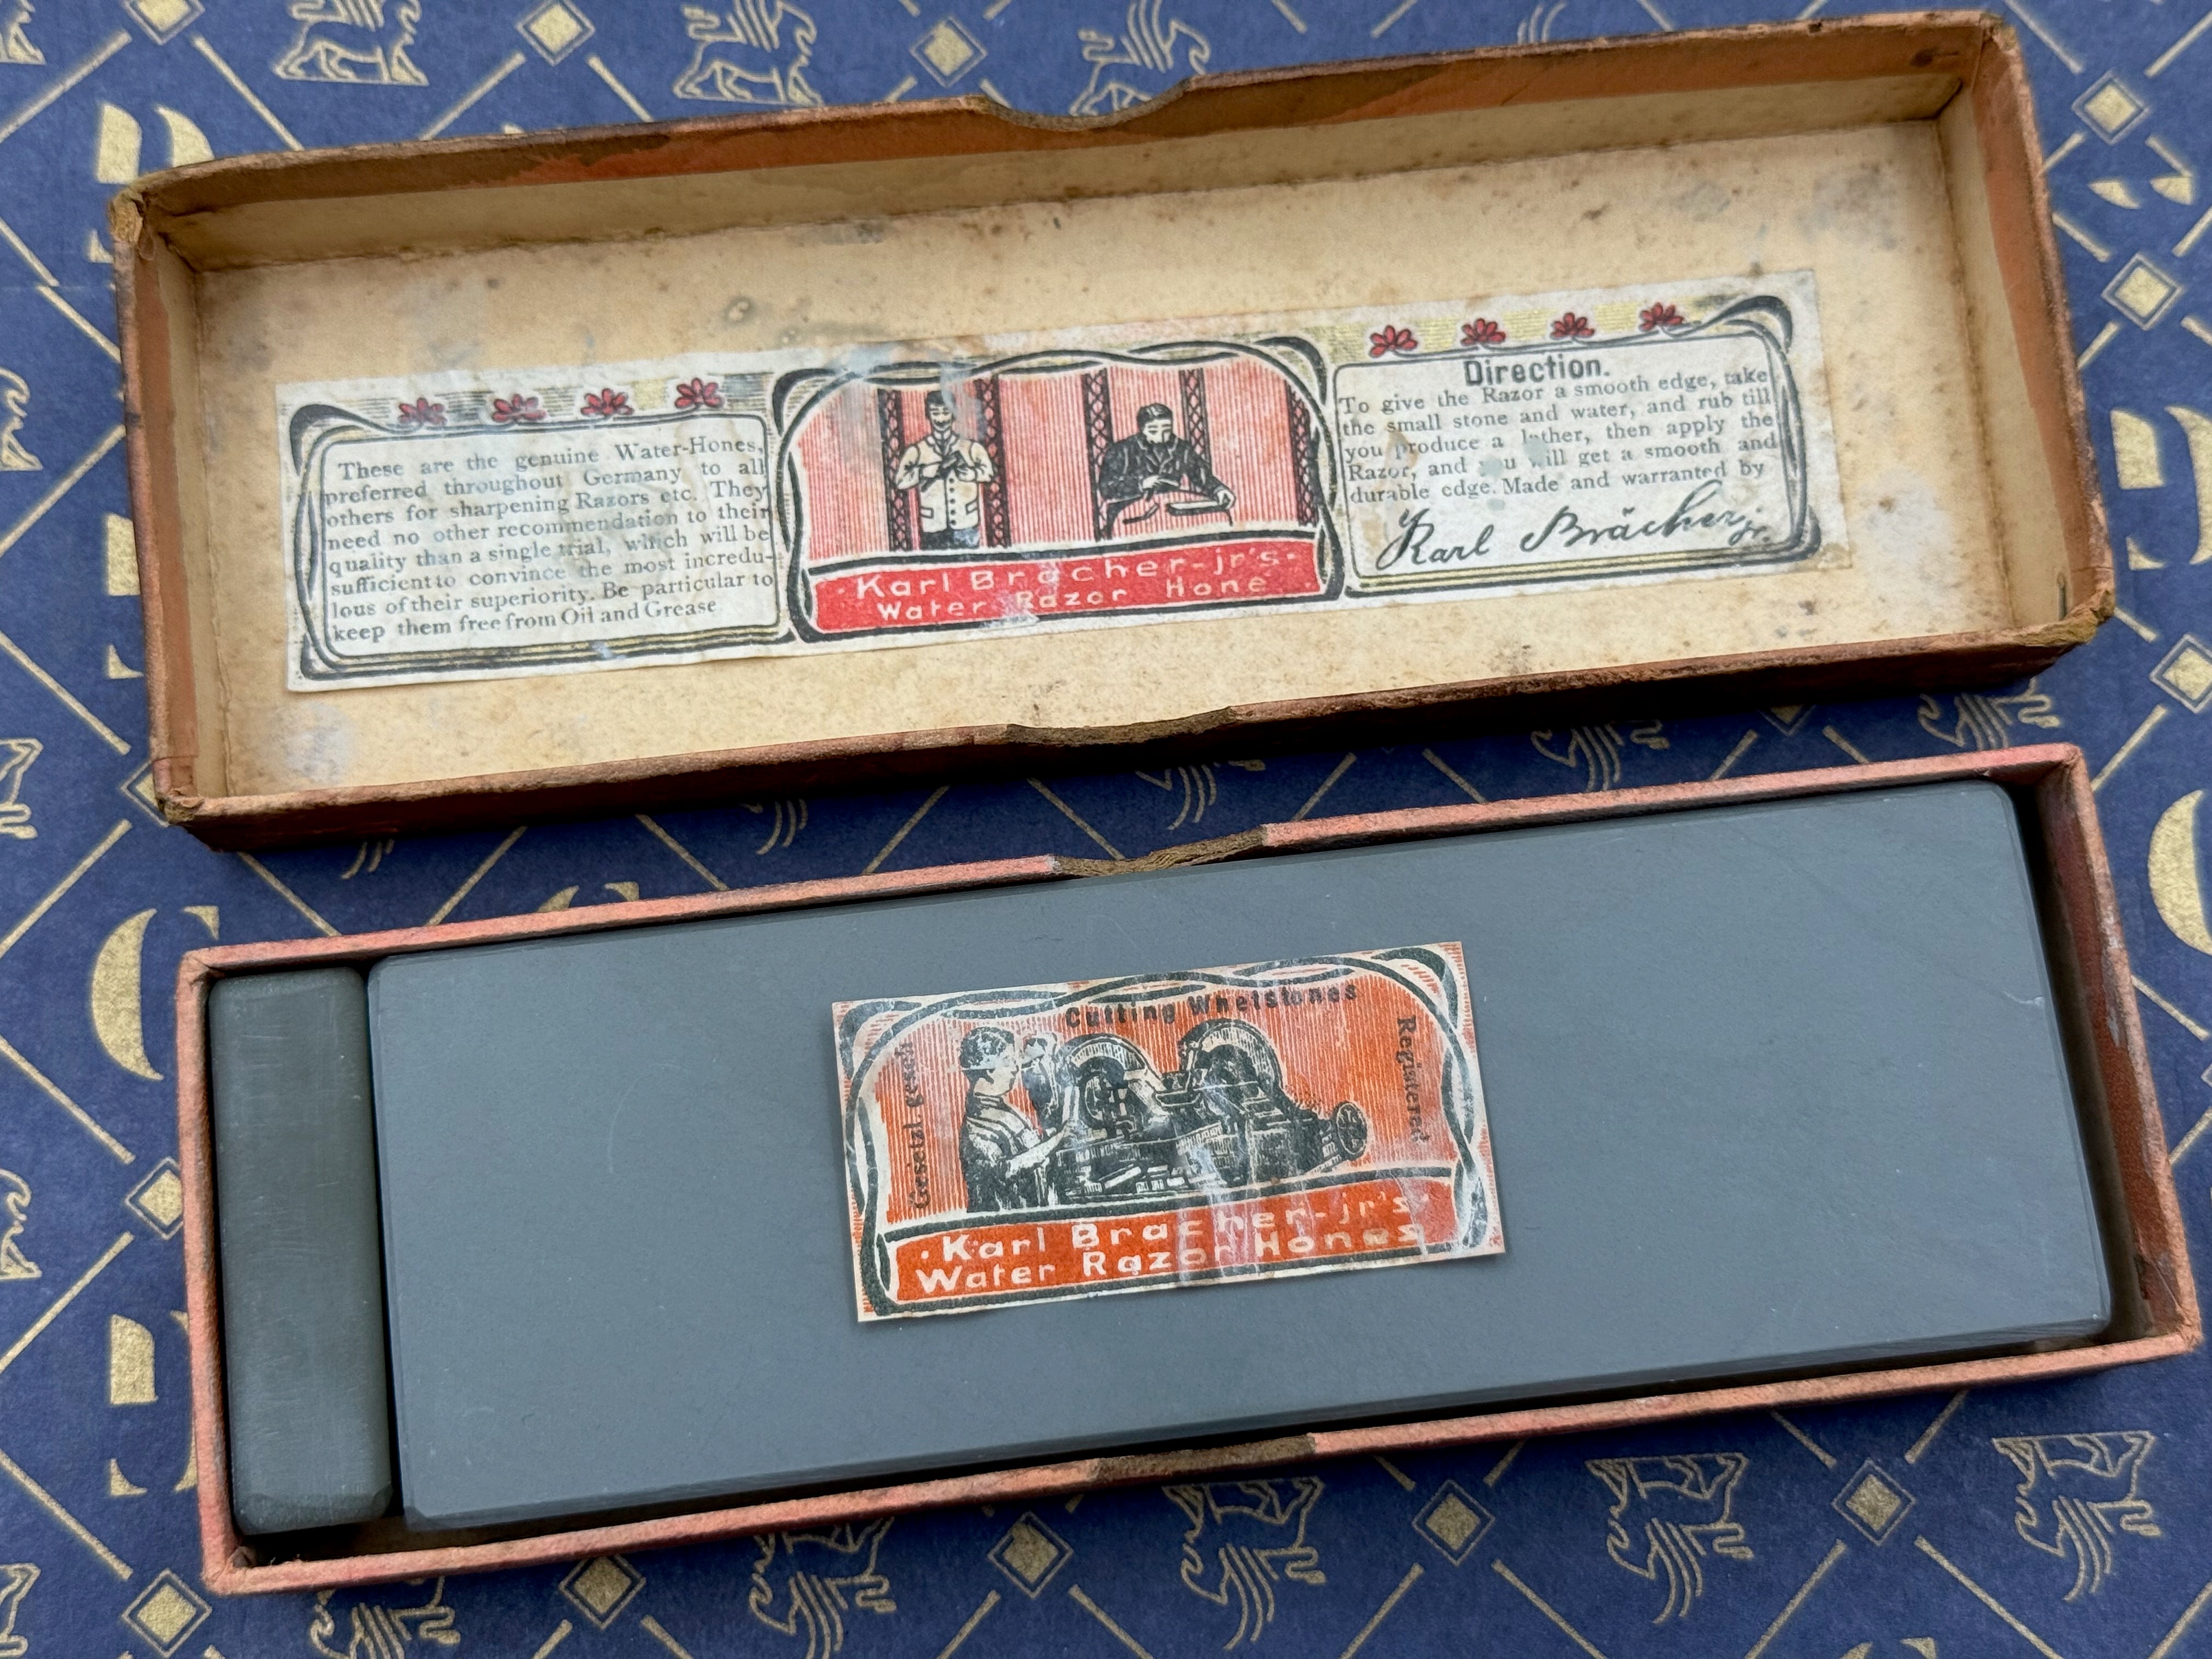 These are the genuine Water-Hones,
preferred throughout Germany to all
others for sharpening Razors etc. They
need no other recommendation to their
quality than a single trial, which will be
sufficient to convince the most incredu-
lous of their superiority. Be particular to
keep them free from Oil and Grease
·Karl Bracher-jr's·
Water Razor Hone
Direction.
To give the Razor a smooth edge, take
the small stone and water, and rub till
you produce a lather, then apply the
Razor, and you will get a smooth and
durable edge. Made and warranted by
Karl Brächer jr.
Cutting Whetstones
Gesetzl. gesch.
Registered
·Karl Bracher-jr's·
Water Razor Hones